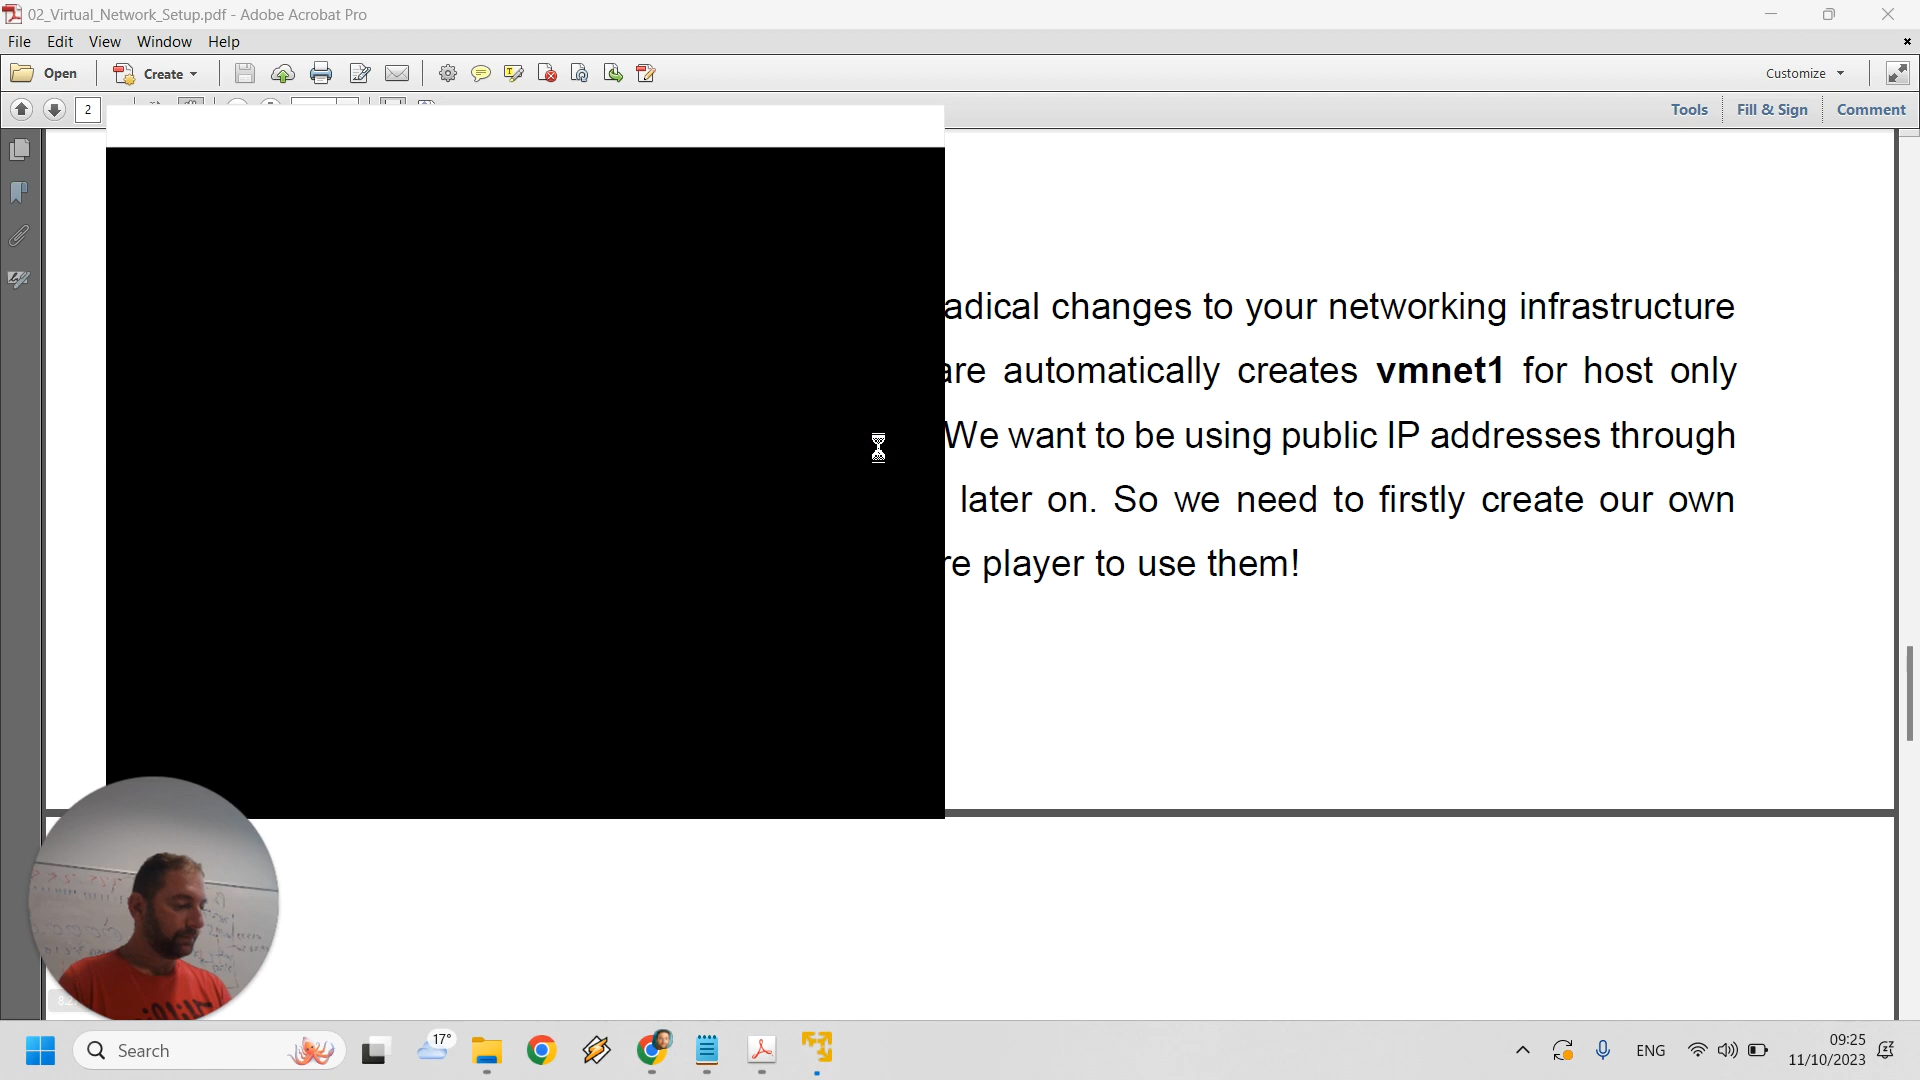 02_Virtual_Network_Setup.pdf - Adobe Acrobat Pro
File Edit View Window Help
Open Create Customize
2 Tools Fill & Sign Comment
adical changes to your networking infrastructure
are automatically creates vmnet1 for host only
We want to be using public IP addresses through
later on. So we need to firstly create our own
re player to use them!
Search 17° ENG 09:25
11/10/2023